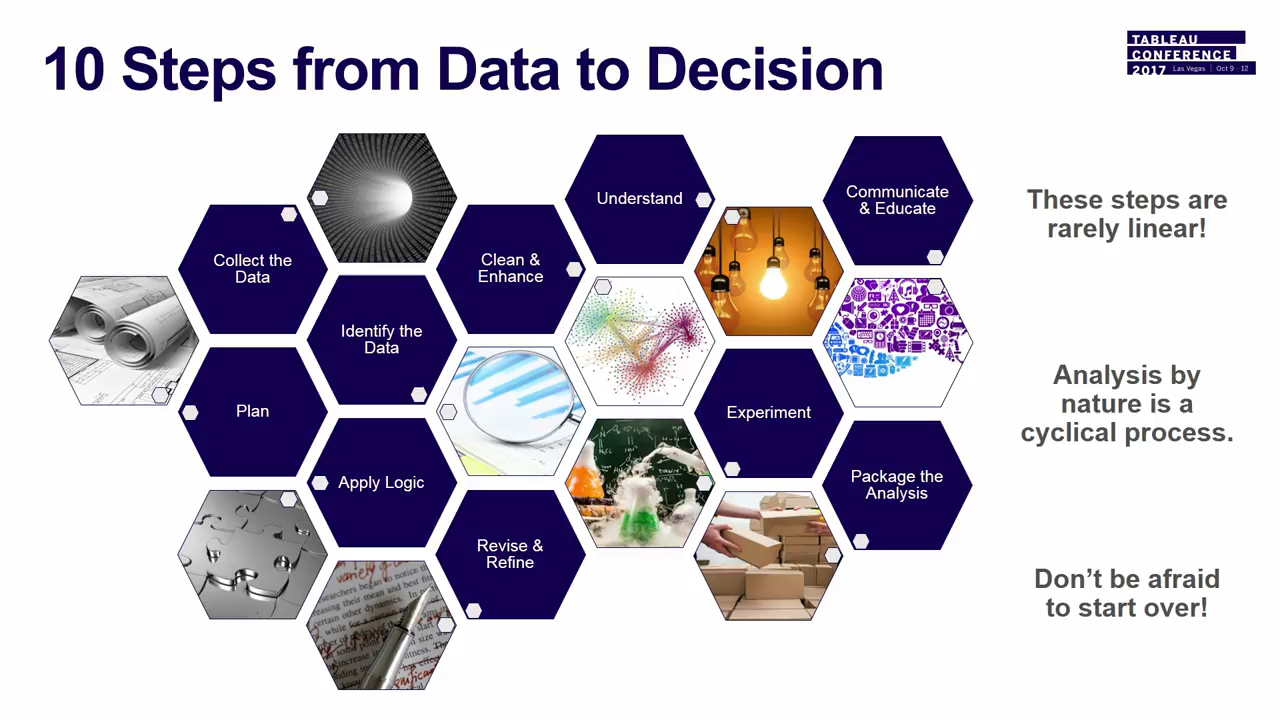 10 Steps from Data to Decision
TABLEAU
CONFERENCE
2017 Las Vegas | Oct 9 - 12
Communicate
& Educate
Understand
These steps are
rarely linear!
Collect the
Data
Clean &
Enhance
Identify the
Data
Analysis by
nature is a
cyclical process.
Plan
Experiment
Apply Logic
Package the
Analysis
Revise &
Refine
Don't be afraid
to start over!